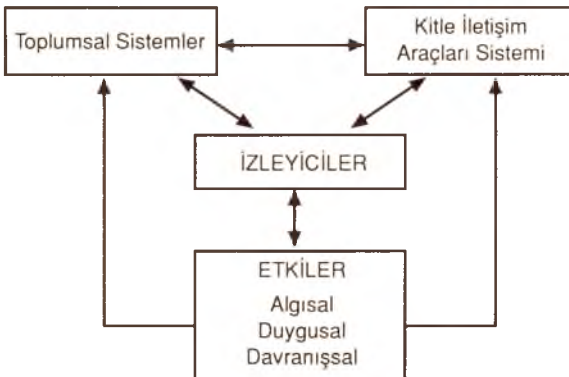 Toplumsal Sistemler
Kitle İletişim
Araçları Sistemi
İZLEYİCİLER
ETKİLER
Algısal
Duygusal
Davranışsal